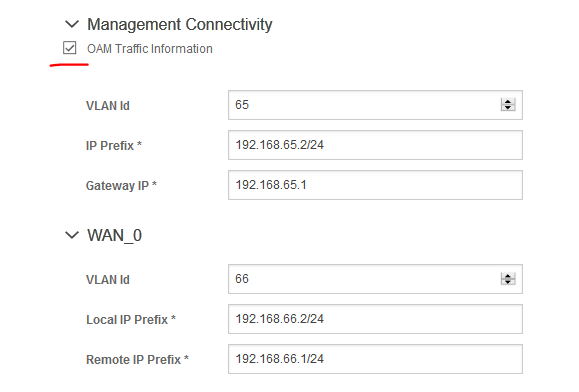 Management Connectivity
OAM Traffic Information
VLAN Id 65
IP Prefix * 192.168.65.2/24
Gateway IP * 192.168.65.1
WAN_0
VLAN Id 66
Local IP Prefix * 192.168.66.2/24
Remote IP Prefix * 192.168.66.1/24